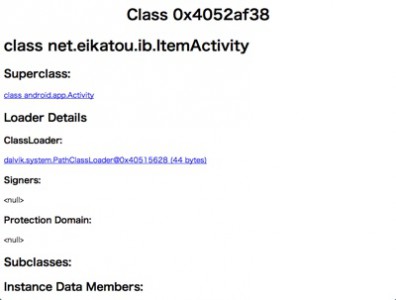 Class 0x4052af38
class net.eikatou.ib.ItemActivity
Superclass:
class android.app.Activity
Loader Details
ClassLoader:
dalvik.system.PathClassLoader@0x40515628 (44 bytes)
Signers:
<null>
Protection Domain:
<null>
Subclasses:
Instance Data Members: